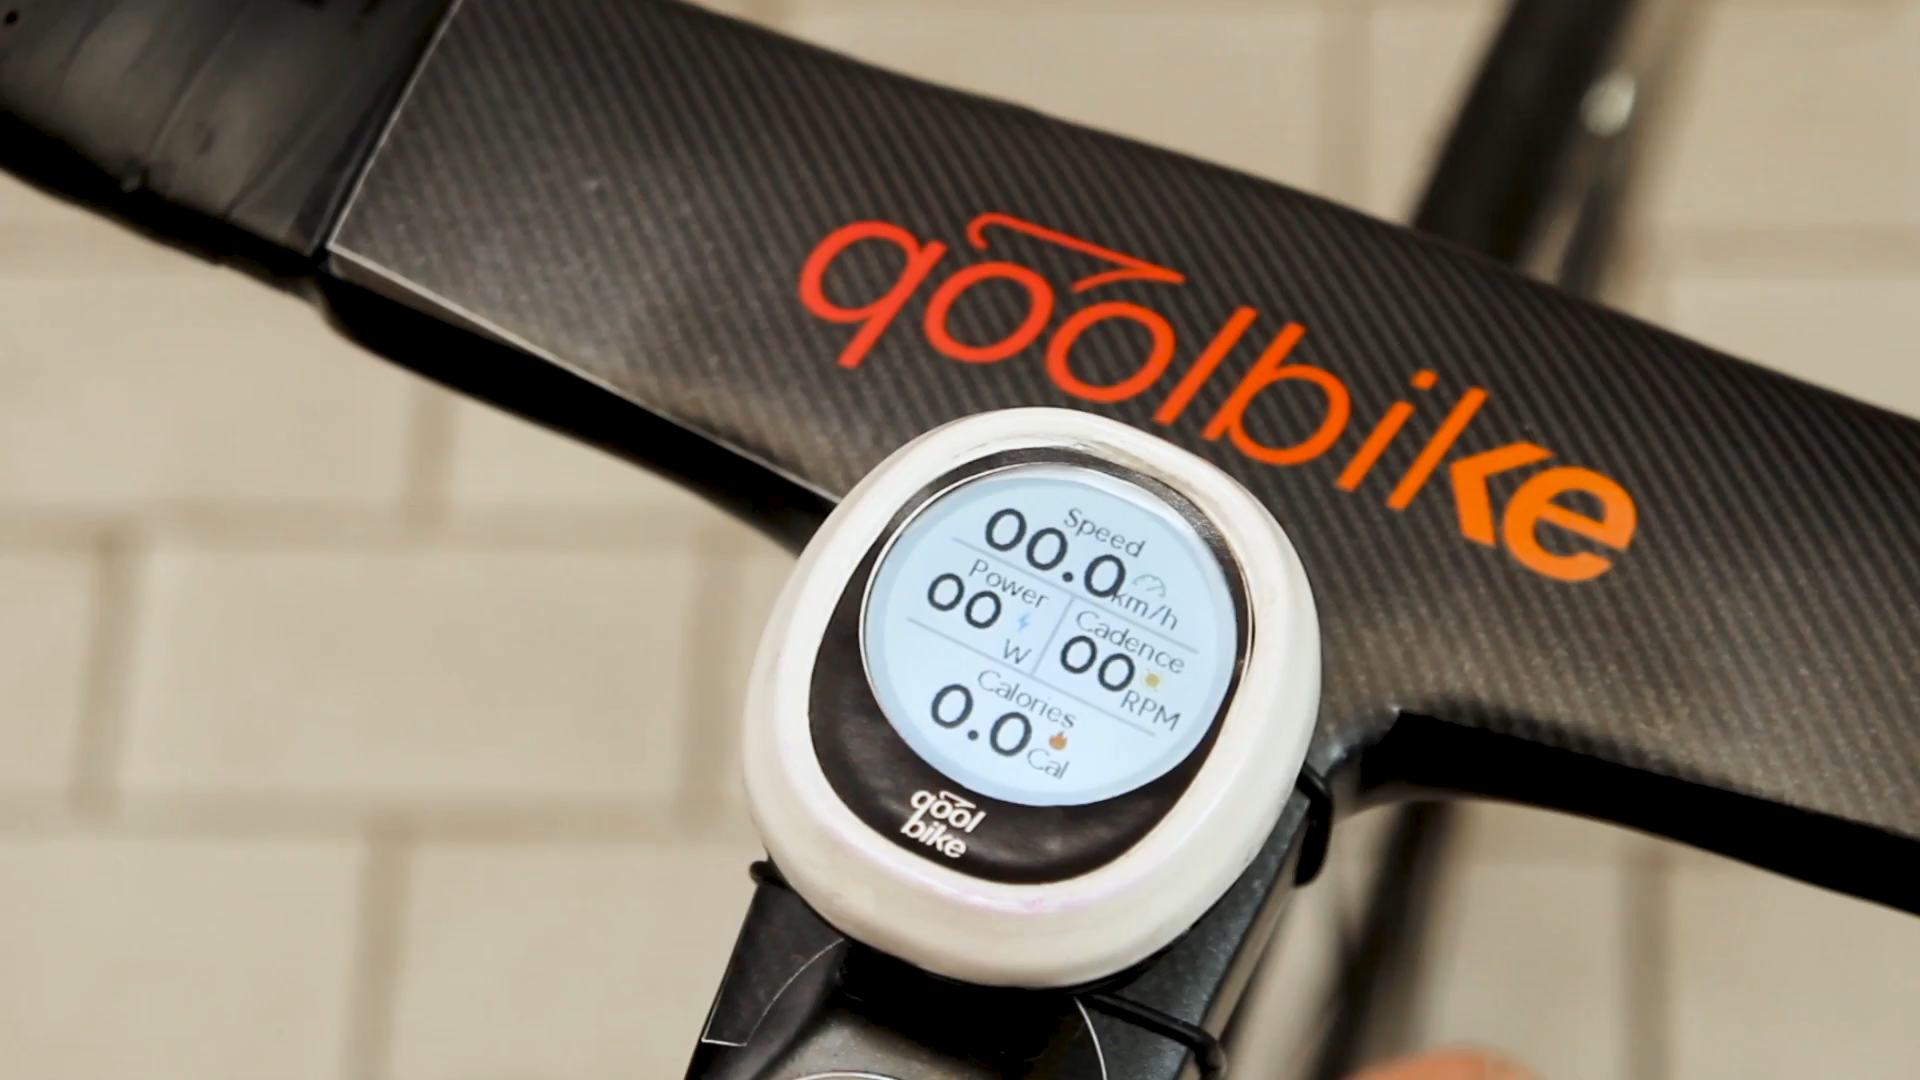 qoolbike
Speed
00.0 km/h
Power
00 W
Cadence
00 RPM
Calories
0.0 Cal
qool
bike